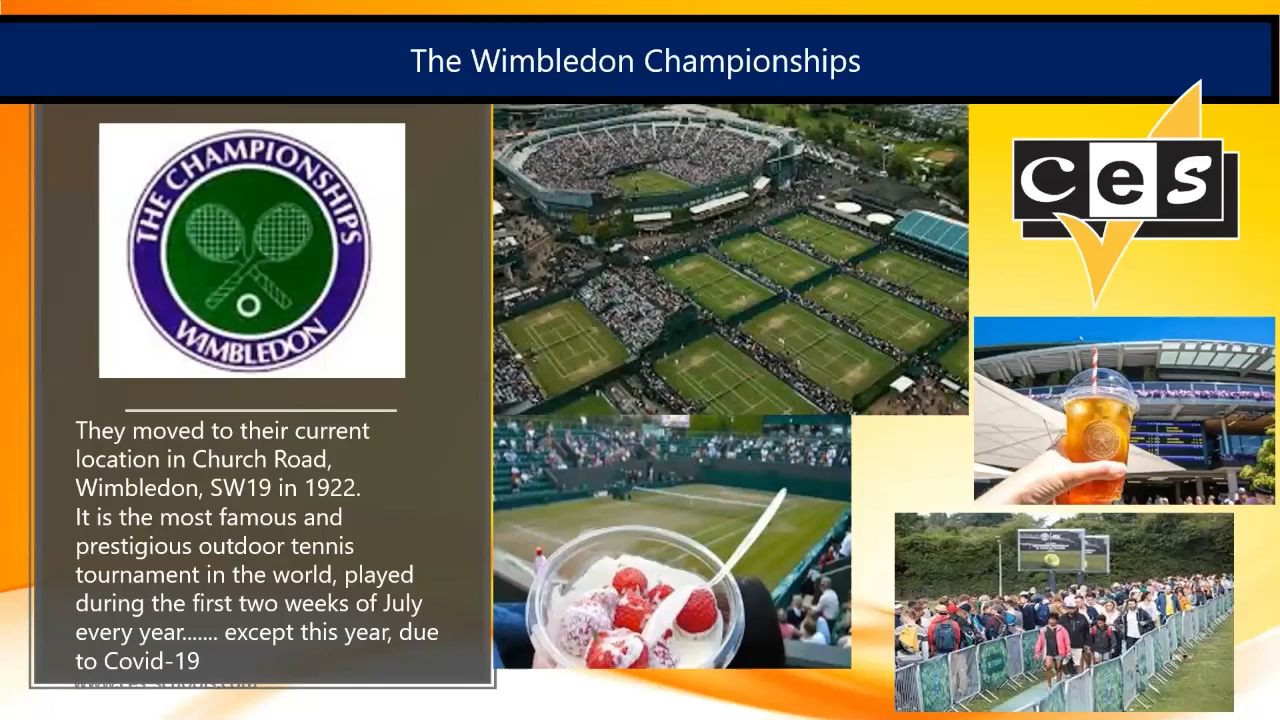 The Wimbledon Championships
THE CHAMPIONSHIPS
WIMBLEDON
ces
They moved to their current
location in Church Road,
Wimbledon, SW19 in 1922.
It is the most famous and
prestigious outdoor tennis
tournament in the world, played
during the first two weeks of July
every year....... except this year, due
to Covid-19